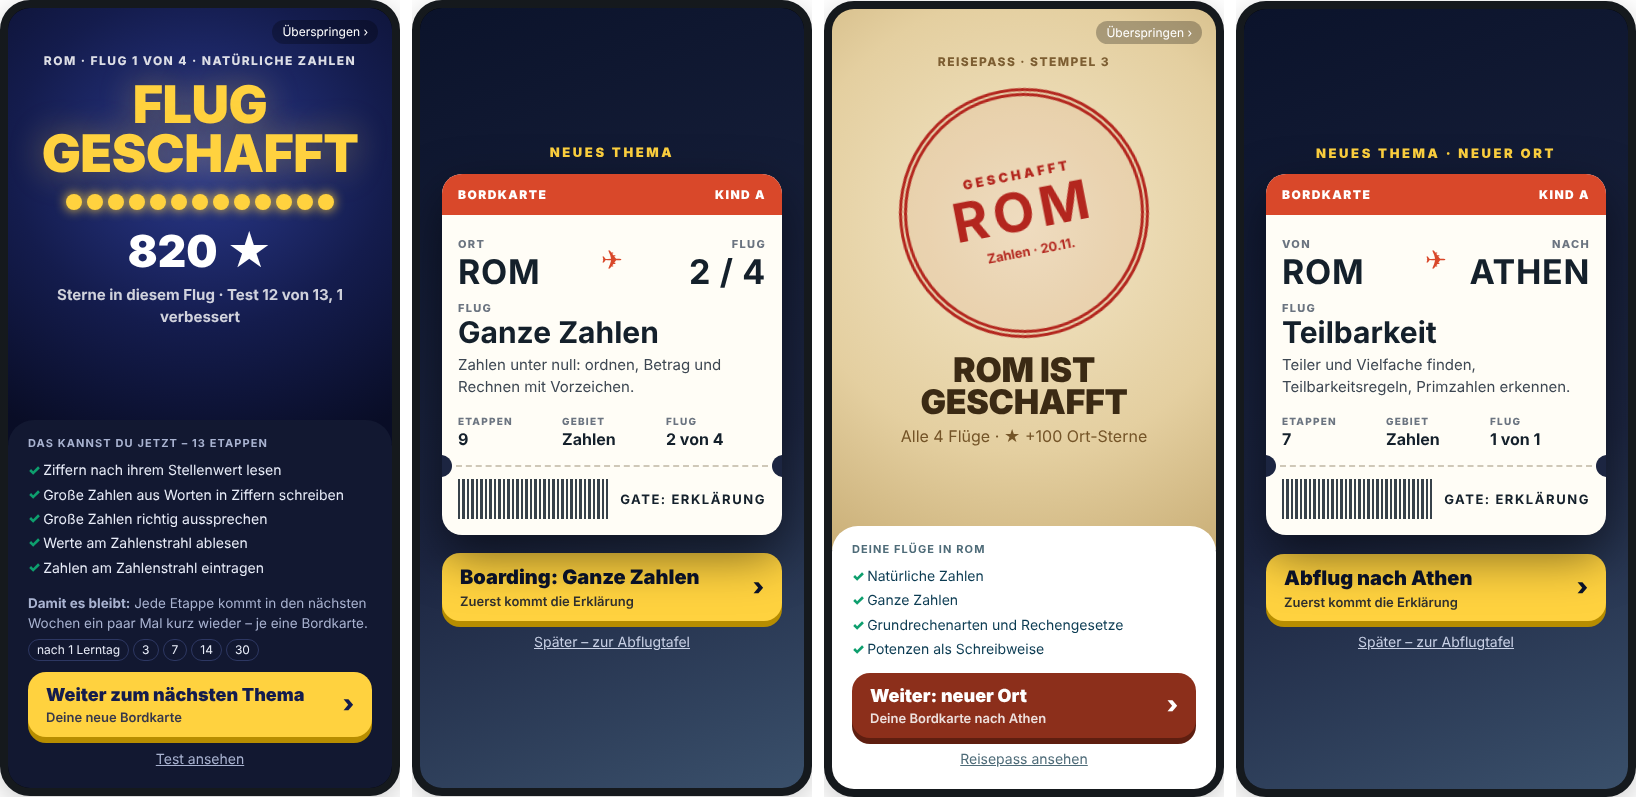 Überspringen ›
ROM · FLUG 1 VON 4 · NATÜRLICHE ZAHLEN
FLUG
GESCHAFFT
820 ★
Sterne in diesem Flug · Test 12 von 13, 1
verbessert
DAS KANNST DU JETZT – 13 ETAPPEN
✓ Ziffern nach ihrem Stellenwert lesen
✓ Große Zahlen aus Worten in Ziffern schreiben
✓ Große Zahlen richtig aussprechen
✓ Werte am Zahlenstrahl ablesen
✓ Zahlen am Zahlenstrahl eintragen
Damit es bleibt: Jede Etappe kommt in den nächsten
Wochen ein paar Mal kurz wieder – je eine Bordkarte.
nach 1 Lerntag 3 7 14 30
Weiter zum nächsten Thema ›
Deine neue Bordkarte
Test ansehen
NEUES THEMA
BORDKARTE KIND A
ORT FLUG
ROM ✈ 2 / 4
FLUG
Ganze Zahlen
Zahlen unter null: ordnen, Betrag und
Rechnen mit Vorzeichen.
ETAPPEN GEBIET FLUG
9 Zahlen 2 von 4
GATE: ERKLÄRUNG
Boarding: Ganze Zahlen ›
Zuerst kommt die Erklärung
Später – zur Abflugtafel
Überspringen ›
REISEPASS · STEMPEL 3
GESCHAFFT
ROM
Zahlen · 20.11.
ROM IST
GESCHAFFT
Alle 4 Flüge · ★ +100 Ort-Sterne
DEINE FLÜGE IN ROM
✓ Natürliche Zahlen
✓ Ganze Zahlen
✓ Grundrechenarten und Rechengesetze
✓ Potenzen als Schreibweise
Weiter: neuer Ort ›
Deine Bordkarte nach Athen
Reisepass ansehen
NEUES THEMA · NEUER ORT
BORDKARTE KIND A
VON NACH
ROM ✈ ATHEN
FLUG
Teilbarkeit
Teiler und Vielfache finden,
Teilbarkeitsregeln, Primzahlen erkennen.
ETAPPEN GEBIET FLUG
7 Zahlen 1 von 1
GATE: ERKLÄRUNG
Abflug nach Athen ›
Zuerst kommt die Erklärung
Später – zur Abflugtafel